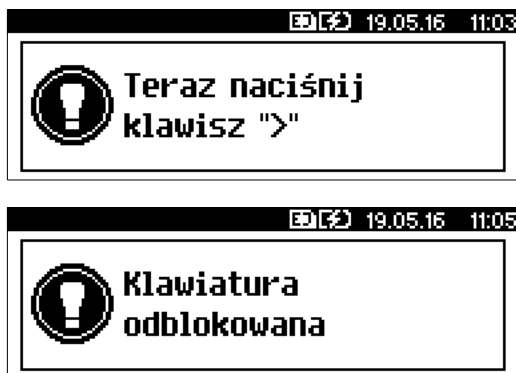 19.05.16 11:03
Teraz naciśnij
klawisz ">"
19.05.16 11:05
Klawiatura
odblokowana